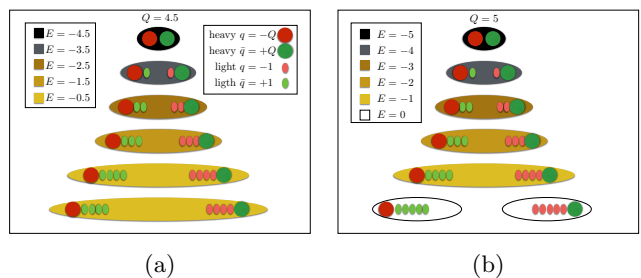 Q = 4.5
E = −4.5
E = −3.5
E = −2.5
E = −1.5
E = −0.5
heavy q = −Q
heavy q̄ = +Q
light q = −1
ligth q̄ = +1
(a)
Q = 5
E = −5
E = −4
E = −3
E = −2
E = −1
E = 0
(b)